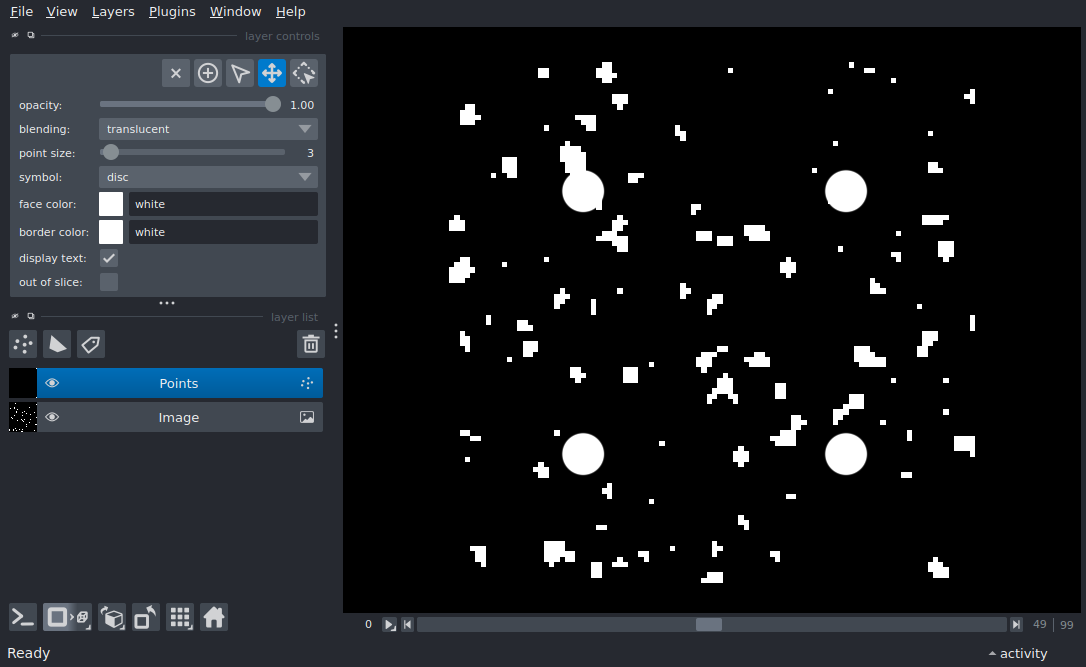 File View Layers Plugins Window Help
layer controls
opacity: 1.00
blending: translucent
point size: 3
symbol: disc
face color: white
border color: white
display text:
out of slice:
layer list
Points
Image
0 49 99
Ready activity